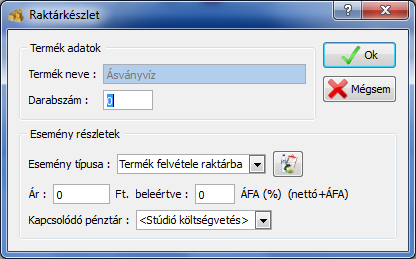 Raktárkészlet
Termék adatok
Termék neve : Ásványvíz
Darabszám : 0
Ok
Mégsem
Esemény részletek
Esemény típusa : Termék felvétele raktárba
Ár : 0 Ft. beleértve : 0 ÁFA (%) (nettó+ÁFA)
Kapcsolódó pénztár : <Stúdió költségvetés>